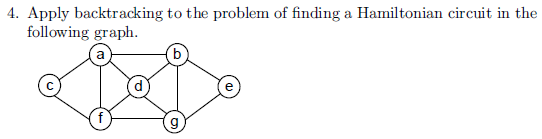 4. Apply backtracking to the problem of finding a Hamiltonian circuit in the
following graph.
a b
c d e
f g